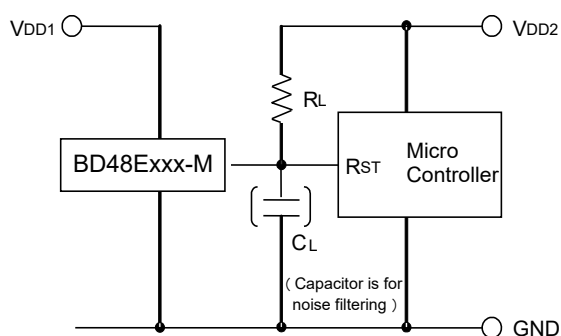 VDD1
VDD2
RL
BD48Exxx-M
RST
Micro
Controller
CL
( Capacitor is for
noise filtering )
GND